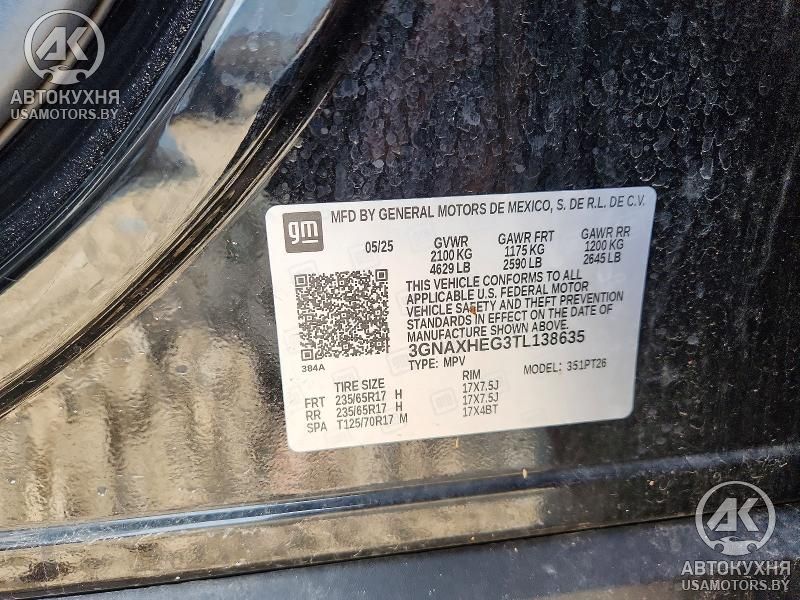 AK
АВТОКУХНЯ
USAMOTORS.BY
gm
MFD BY GENERAL MOTORS DE MEXICO, S. DE R.L. DE C.V.
05/25 GVWR GAWR FRT GAWR RR
2100 KG 1175 KG 1200 KG
4629 LB 2590 LB 2645 LB
THIS VEHICLE CONFORMS TO ALL
APPLICABLE U.S. FEDERAL MOTOR
VEHICLE SAFETY AND THEFT PREVENTION
STANDARDS IN EFFECT ON THE DATE OF
MANUFACTURE SHOWN ABOVE.
3GNAXHEG3TL138635
384A TYPE: MPV MODEL: 351PT26
TIRE SIZE RIM
FRT 235/65R17 H 17X7.5J
RR 235/65R17 H 17X7.5J
SPA T125/70R17 M 17X4BT
AK
АВТОКУХНЯ
USAMOTORS.BY